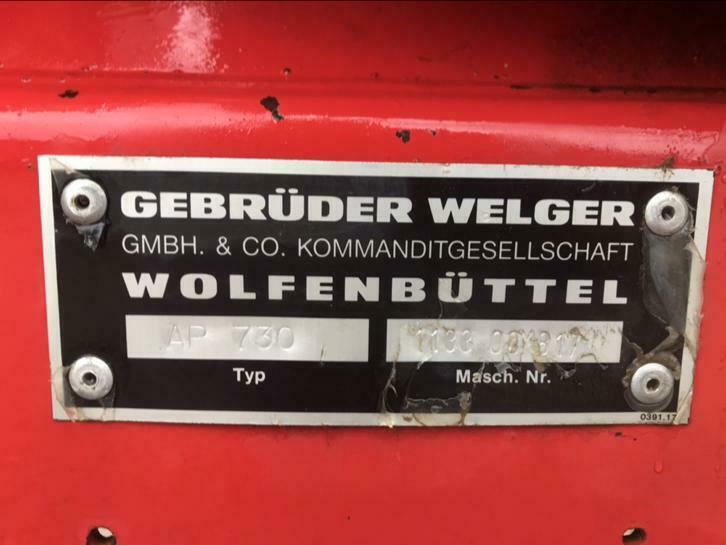 GEBRÜDER WELGER
GMBH. & CO. KOMMANDITGESELLSCHAFT
WOLFENBÜTTEL
AP 730
Typ
Masch. Nr.
0391.17